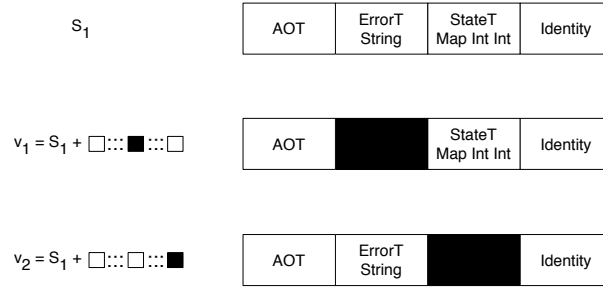 S1 AOT ErrorT String StateT Map Int Int Identity
v1 = S1 + □:::■:::□ AOT StateT Map Int Int Identity
v2 = S1 + □:::□:::■ AOT ErrorT String Identity